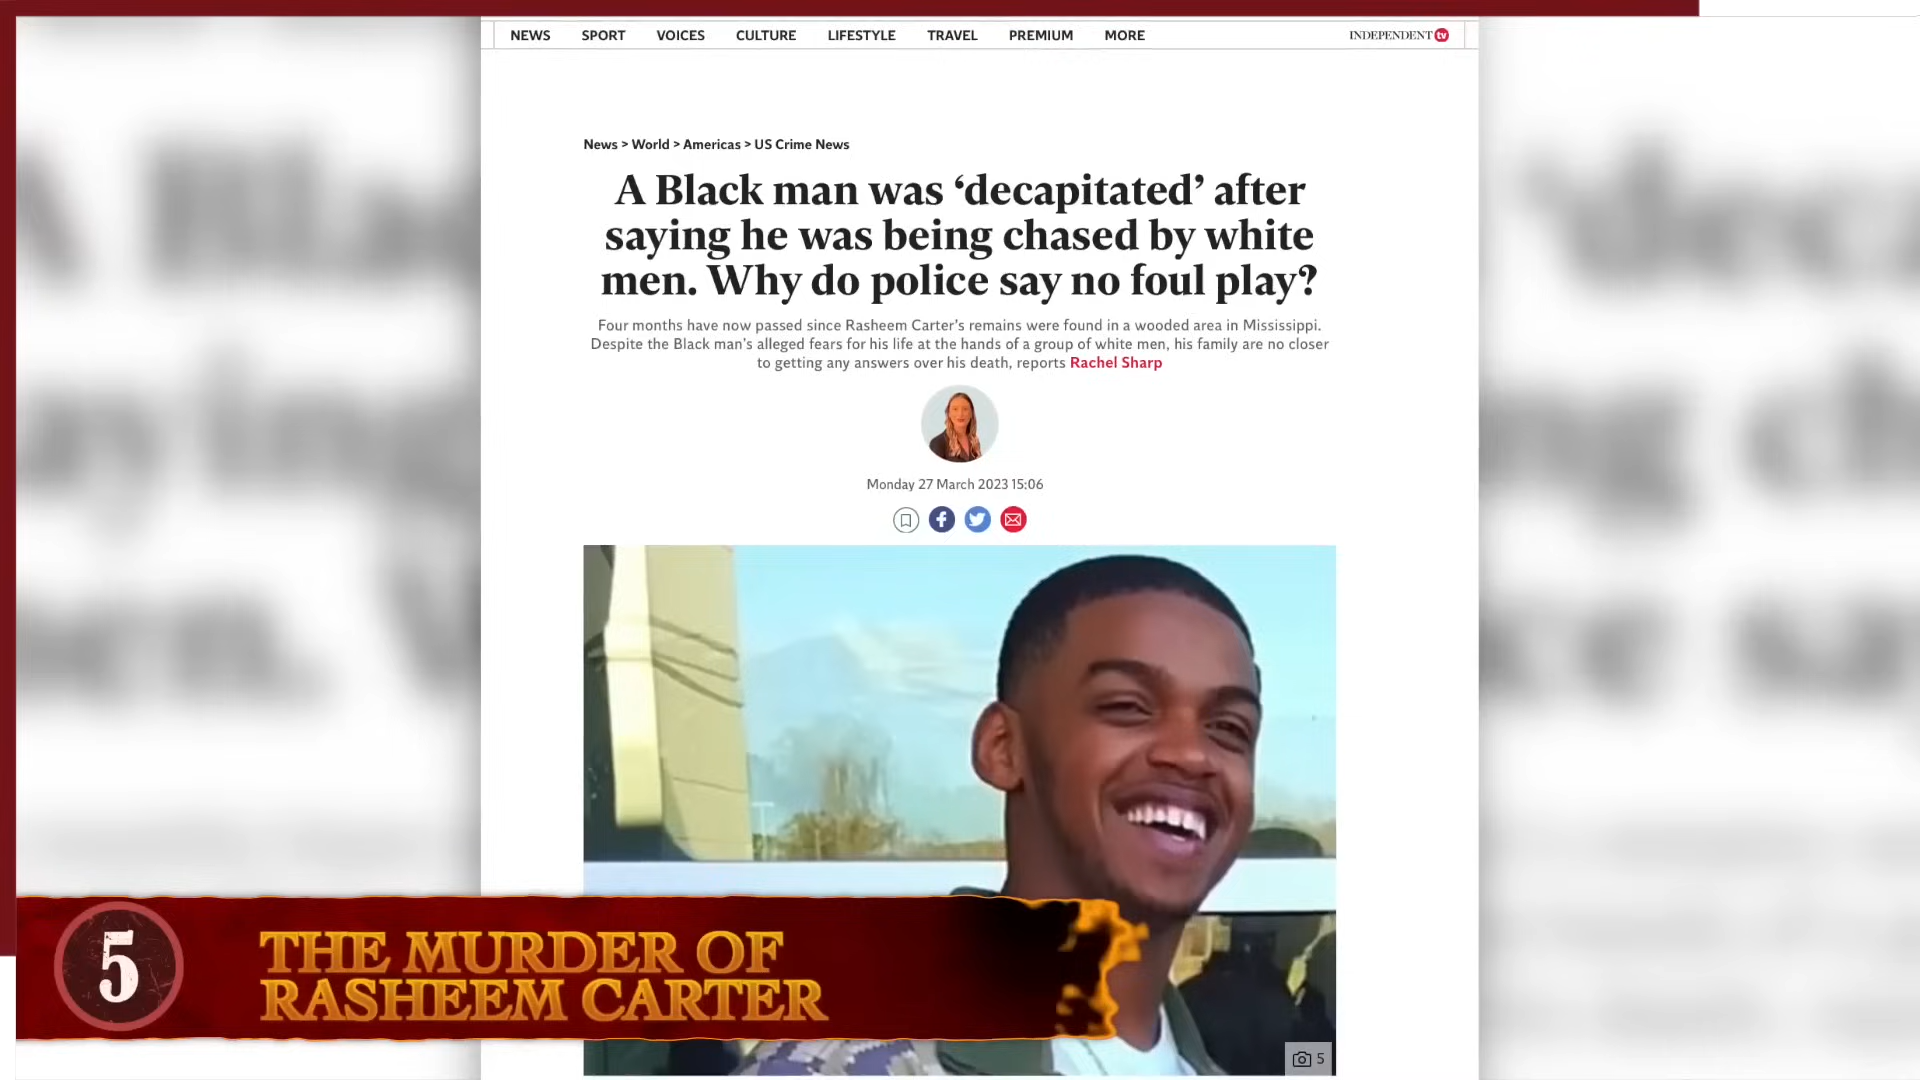 NEWS SPORT VOICES CULTURE LIFESTYLE TRAVEL PREMIUM MORE INDEPENDENT tv
News > World > Americas > US Crime News
A Black man was ‘decapitated’ after
saying he was being chased by white
men. Why do police say no foul play?
Four months have now passed since Rasheem Carter’s remains were found in a wooded area in Mississippi.
Despite the Black man’s alleged fears for his life at the hands of a group of white men, his family are no closer
to getting any answers over his death, reports Rachel Sharp
Monday 27 March 2023 15:06
5
5
THE MURDER OF
RASHEEM CARTER